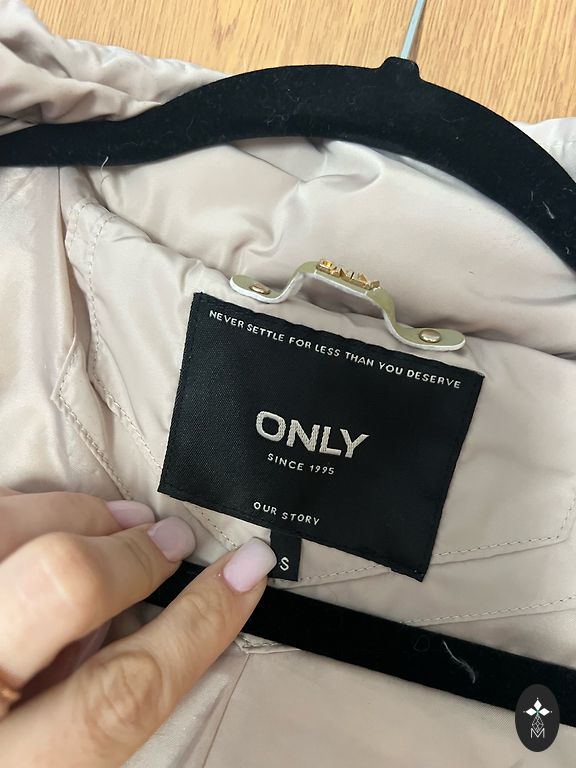 NEVER SETTLE FOR LESS THAN YOU DESERVE
ONLY
SINCE 1995
OUR STORY
S